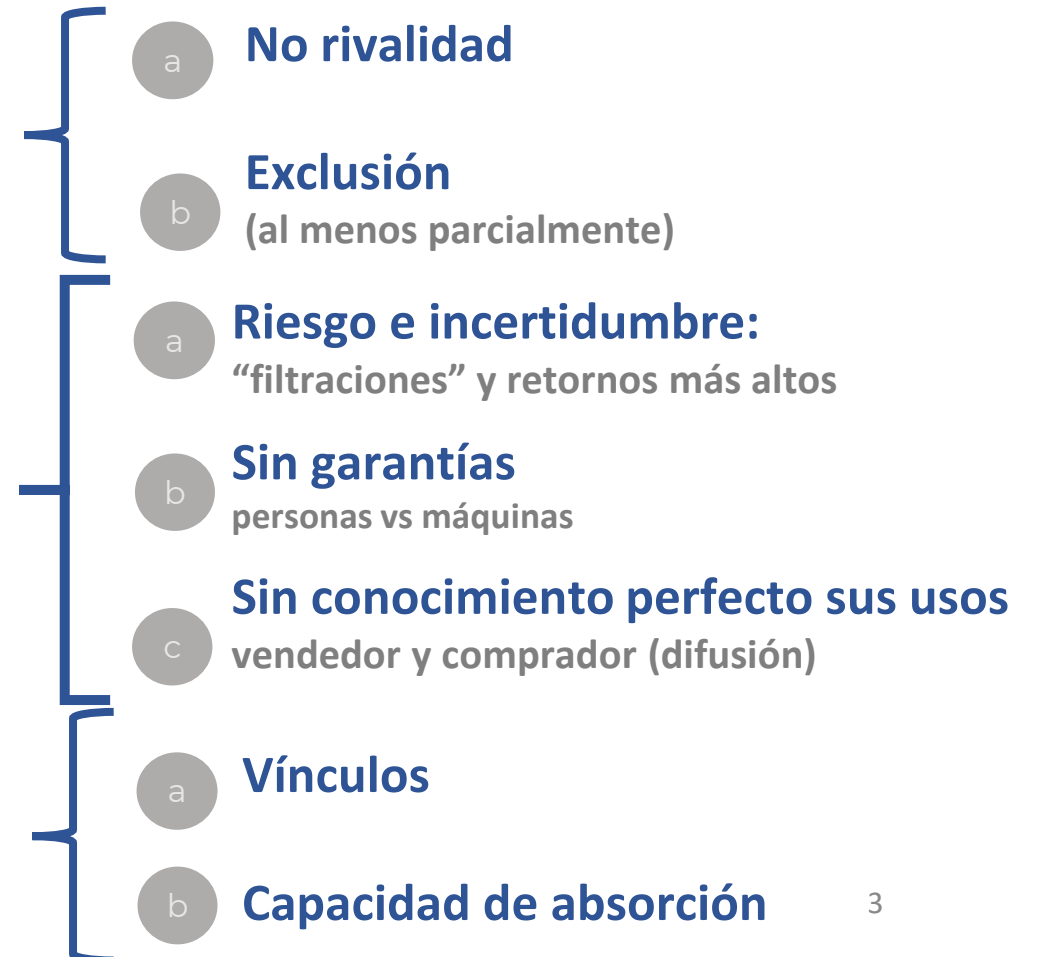 a No rivalidad
b Exclusión
(al menos parcialmente)
a Riesgo e incertidumbre:
“filtraciones” y retornos más altos
b Sin garantías
personas vs máquinas
Sin conocimiento perfecto sus usos
c vendedor y comprador (difusión)
a Vínculos
b Capacidad de absorción 3